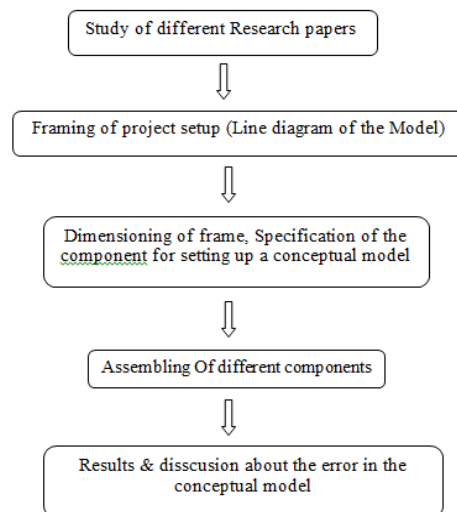 Study of different Research papers
Framing of project setup (Line diagram of the Model)
Dimensioning of frame, Specification of the
component for setting up a conceptual model
Assembling Of different components
Results & disscusion about the error in the
conceptual model